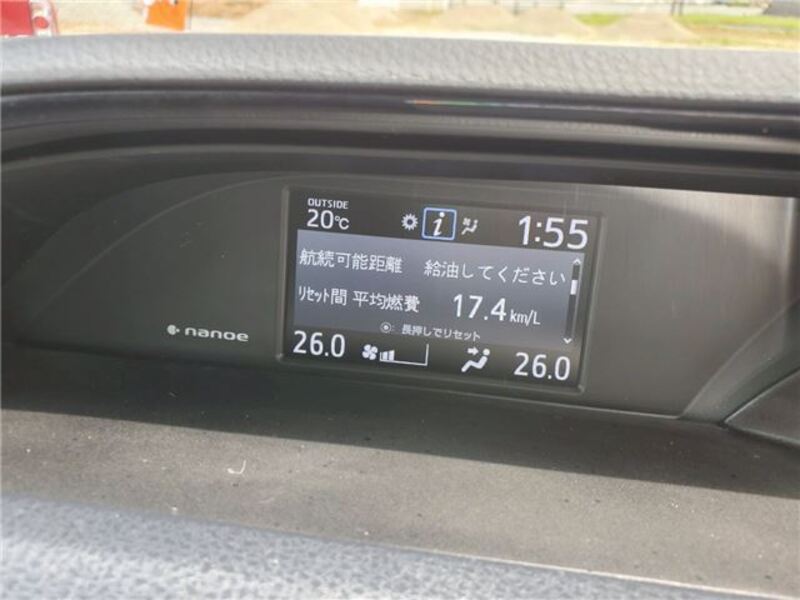 OUTSIDE
20℃ i 1:55
航続可能距離 給油してください
リセット間 平均燃費 17.4 km/L
長押しでリセット
26.0 26.0
nanoe